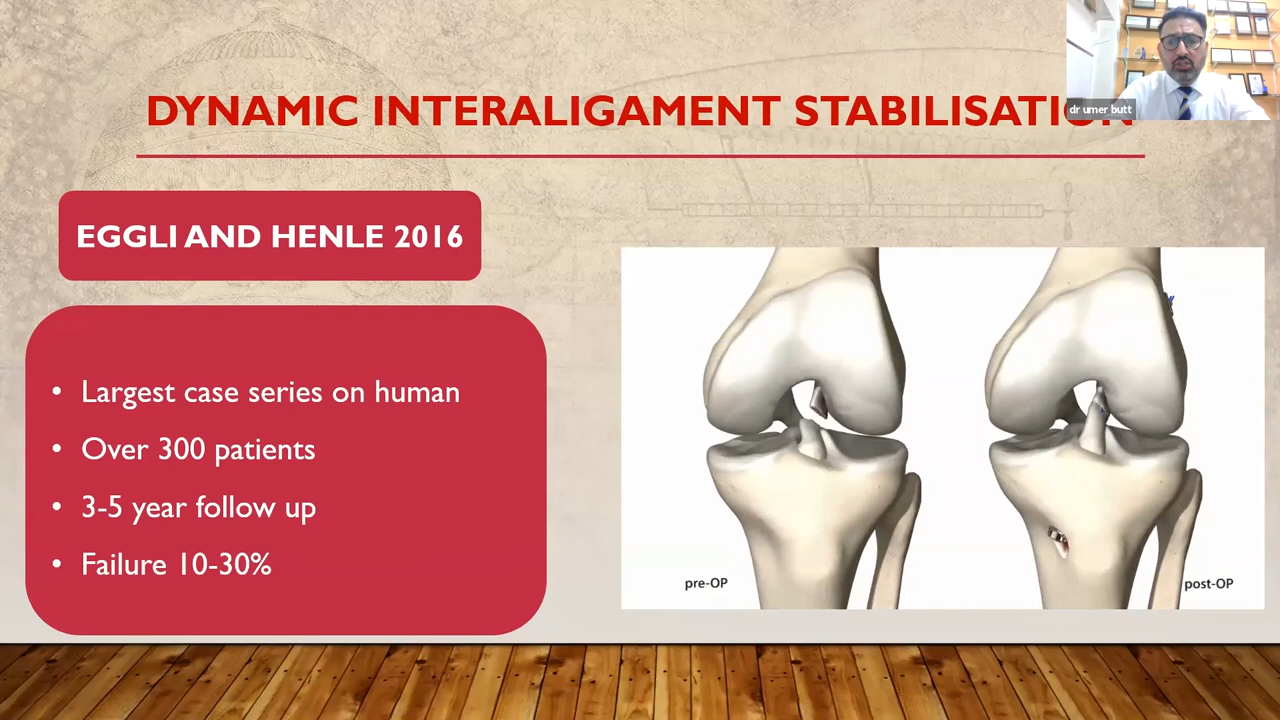 DYNAMIC INTERALIGAMENT STABILISATION
dr umer butt
EGGLI AND HENLE 2016
• Largest case series on human
• Over 300 patients
• 3-5 year follow up
• Failure 10-30%
pre-OP
post-OP